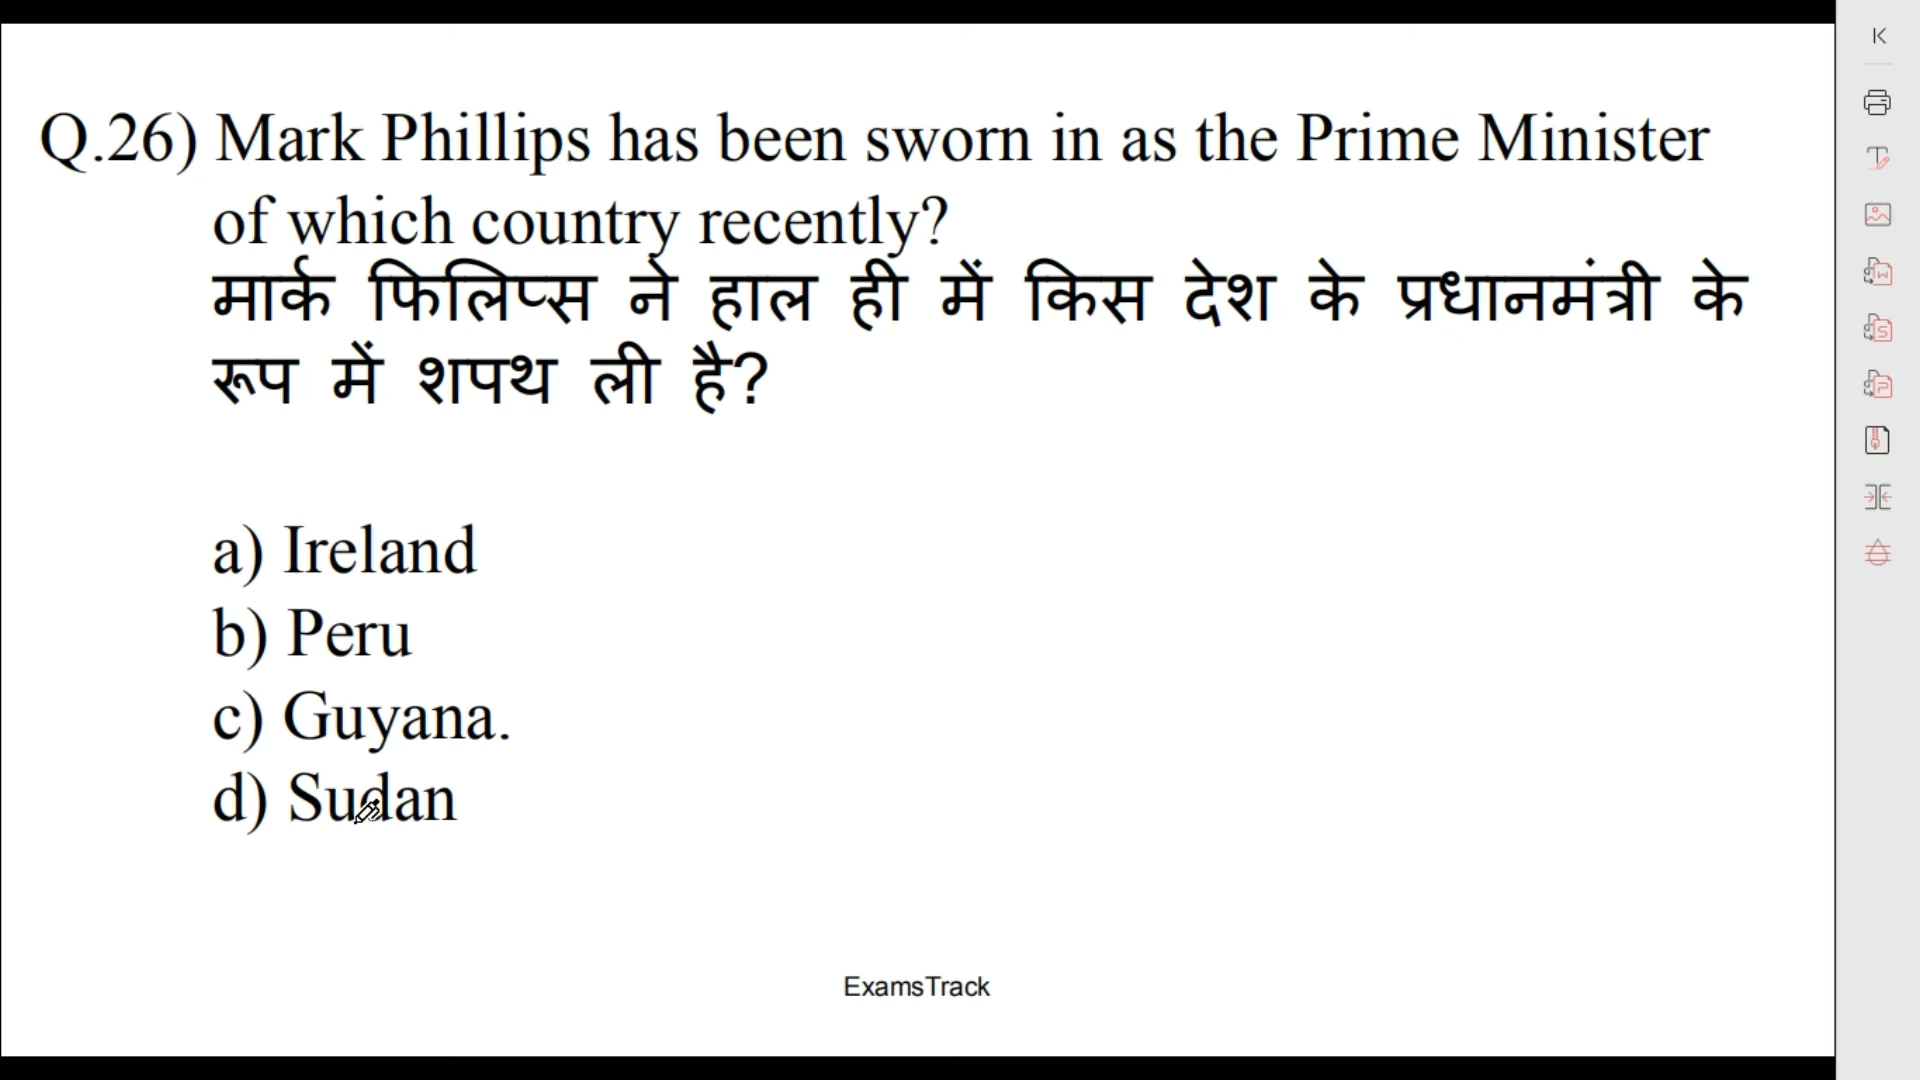 Q.26) Mark Phillips has been sworn in as the Prime Minister
of which country recently?
मार्क फिलिप्स ने हाल ही में किस देश के प्रधानमंत्री के
रूप में शपथ ली है?
a) Ireland
b) Peru
c) Guyana.
d) Sudan
ExamsTrack